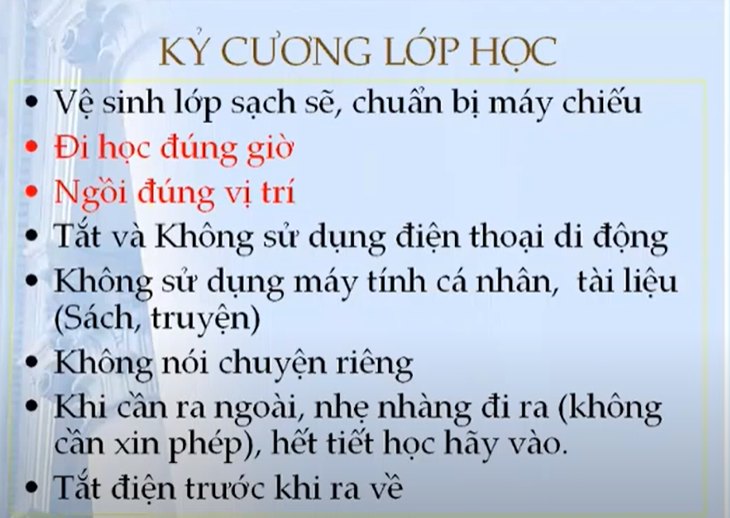 KỶ CƯƠNG LỚP HỌC
• Vệ sinh lớp sạch sẽ, chuẩn bị máy chiếu
• Đi học đúng giờ
• Ngồi đúng vị trí
• Tắt và Không sử dụng điện thoại di động
• Không sử dụng máy tính cá nhân, tài liệu
(Sách, truyện)
• Không nói chuyện riêng
• Khi cần ra ngoài, nhẹ nhàng đi ra (không
cần xin phép), hết tiết học hãy vào.
• Tắt điện trước khi ra về